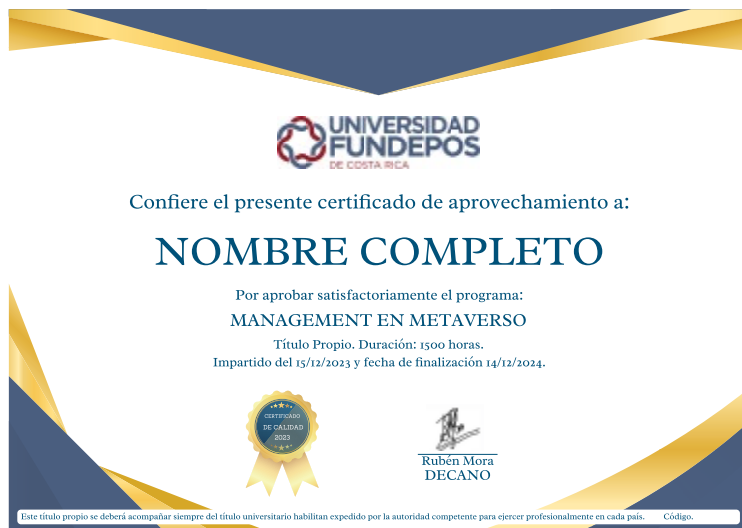 UNIVERSIDAD
FUNDEPOS
DE COSTA RICA
Confiere el presente certificado de aprovechamiento a:
NOMBRE COMPLETO
Por aprobar satisfactoriamente el programa:
MANAGEMENT EN METAVERSO
Título Propio. Duración: 1500 horas.
Impartido del 15/12/2023 y fecha de finalización 14/12/2024.
CERTIFICADO
DE CALIDAD
2023
Rubén Mora
DECANO
Este título propio se deberá acompañar siempre del título universitario habilitan expedido por la autoridad competente para ejercer profesionalmente en cada país. Código.